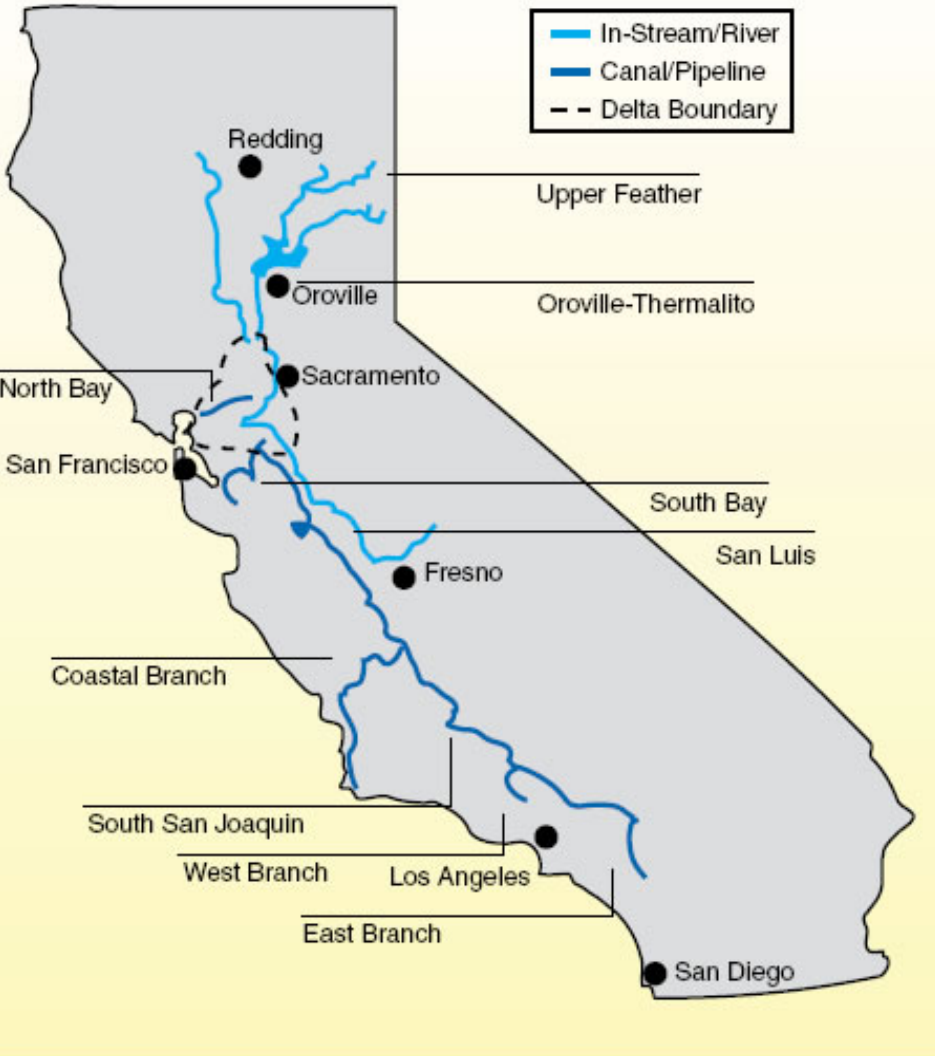 In-Stream/River
Canal/Pipeline
Delta Boundary
Redding
Upper Feather
Oroville
Oroville-Thermalito
Sacramento
North Bay
San Francisco
South Bay
San Luis
Fresno
Coastal Branch
South San Joaquin
West Branch
Los Angeles
East Branch
San Diego